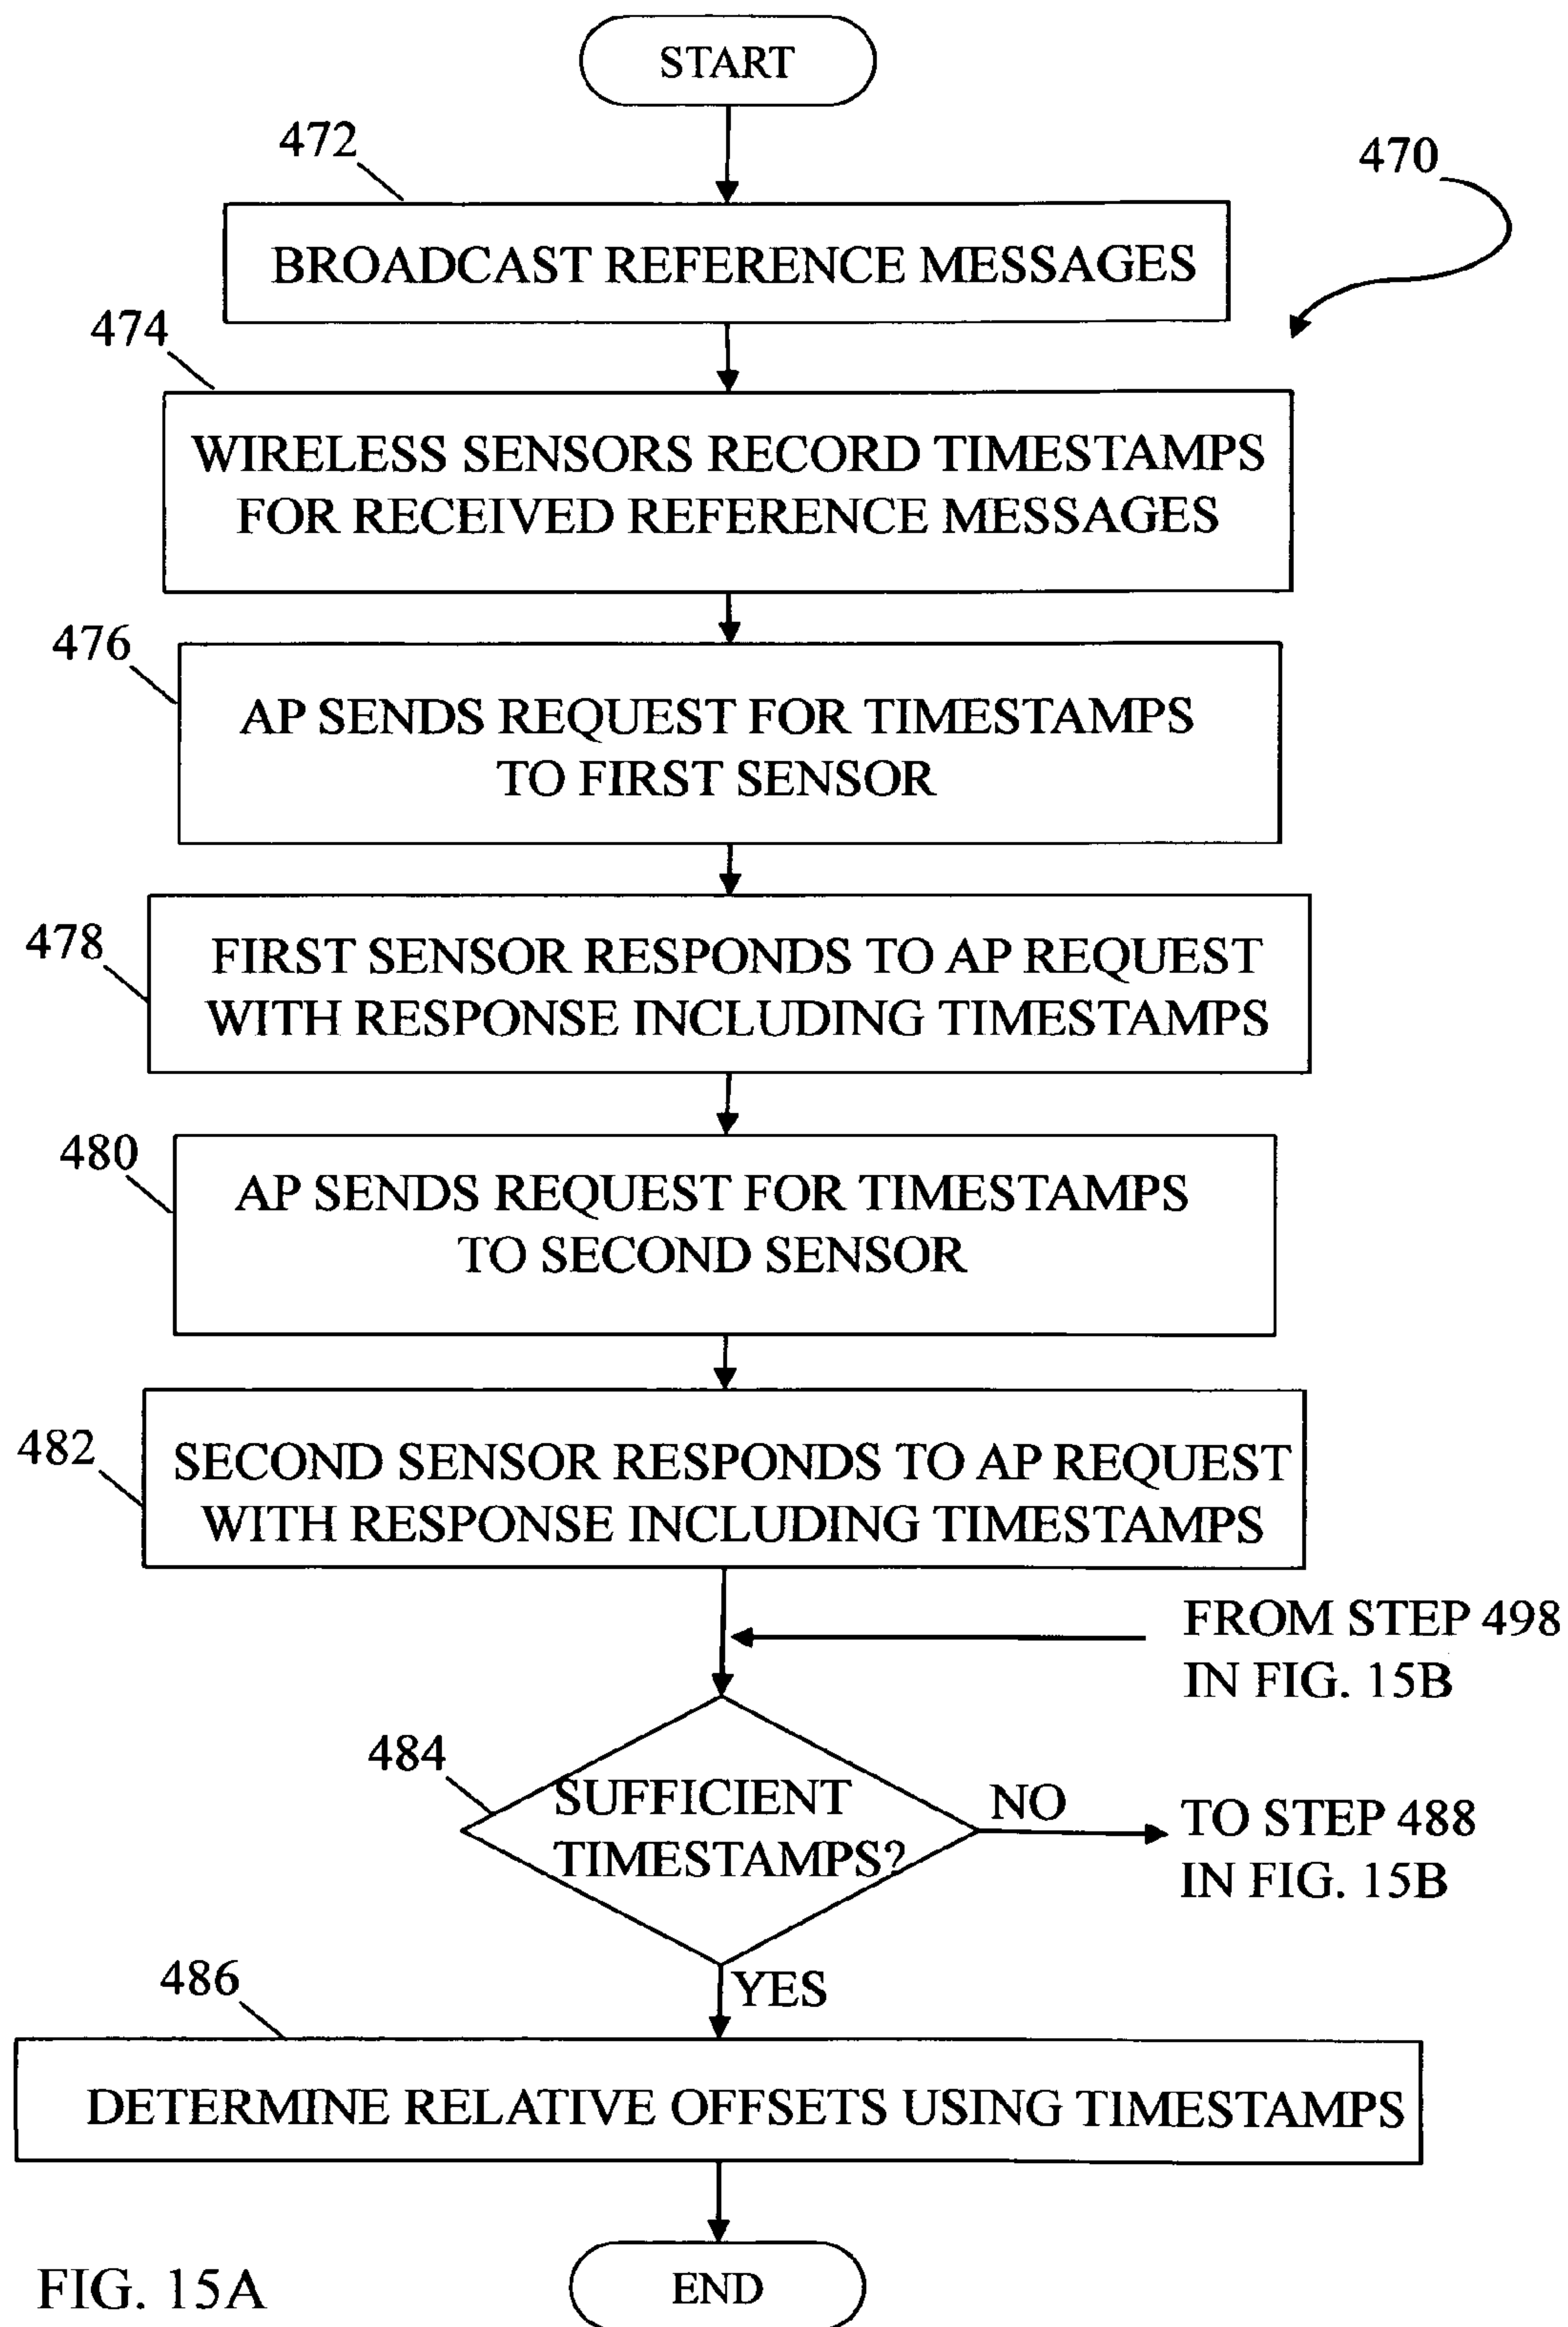 START
472
470
BROADCAST REFERENCE MESSAGES
474
WIRELESS SENSORS RECORD TIMESTAMPS
FOR RECEIVED REFERENCE MESSAGES
476
AP SENDS REQUEST FOR TIMESTAMPS
TO FIRST SENSOR
478
FIRST SENSOR RESPONDS TO AP REQUEST
WITH RESPONSE INCLUDING TIMESTAMPS
480
AP SENDS REQUEST FOR TIMESTAMPS
TO SECOND SENSOR
482
SECOND SENSOR RESPONDS TO AP REQUEST
WITH RESPONSE INCLUDING TIMESTAMPS
FROM STEP 498
IN FIG. 15B
484
SUFFICIENT
TIMESTAMPS?
NO
TO STEP 488
IN FIG. 15B
YES
486
DETERMINE RELATIVE OFFSETS USING TIMESTAMPS
END
FIG. 15A